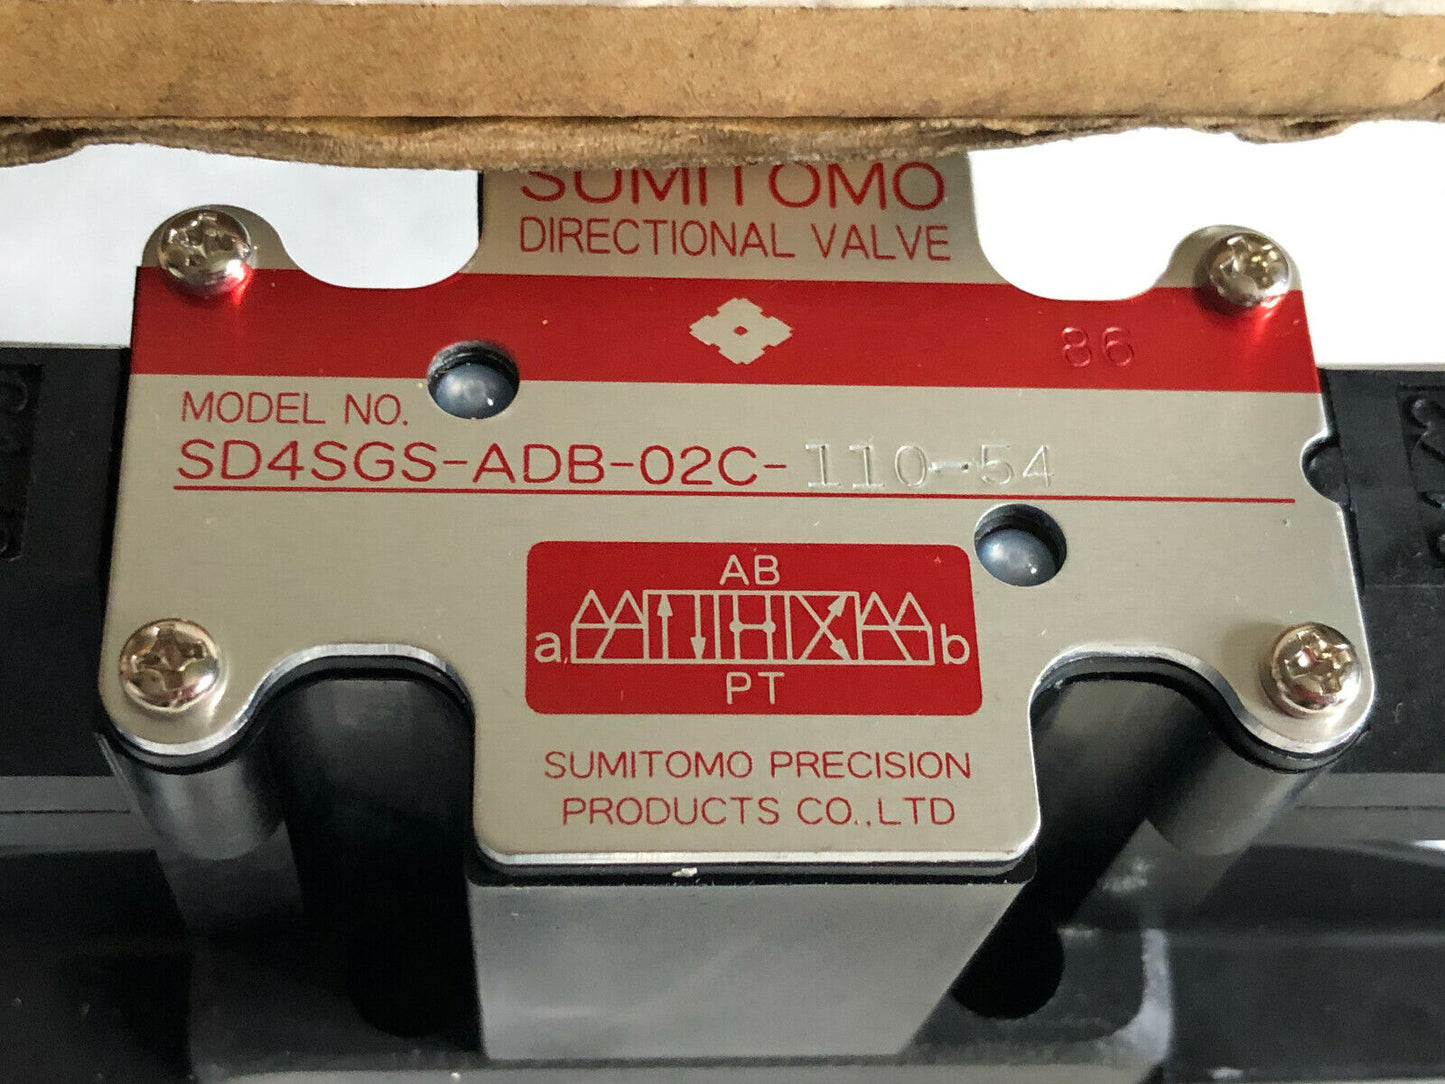 SUMITOMO
DIRECTIONAL VALVE
86
MODEL NO.
SD4SGS-ADB-02C-110-54
AB
a b
PT
SUMITOMO PRECISION
PRODUCTS CO.,LTD